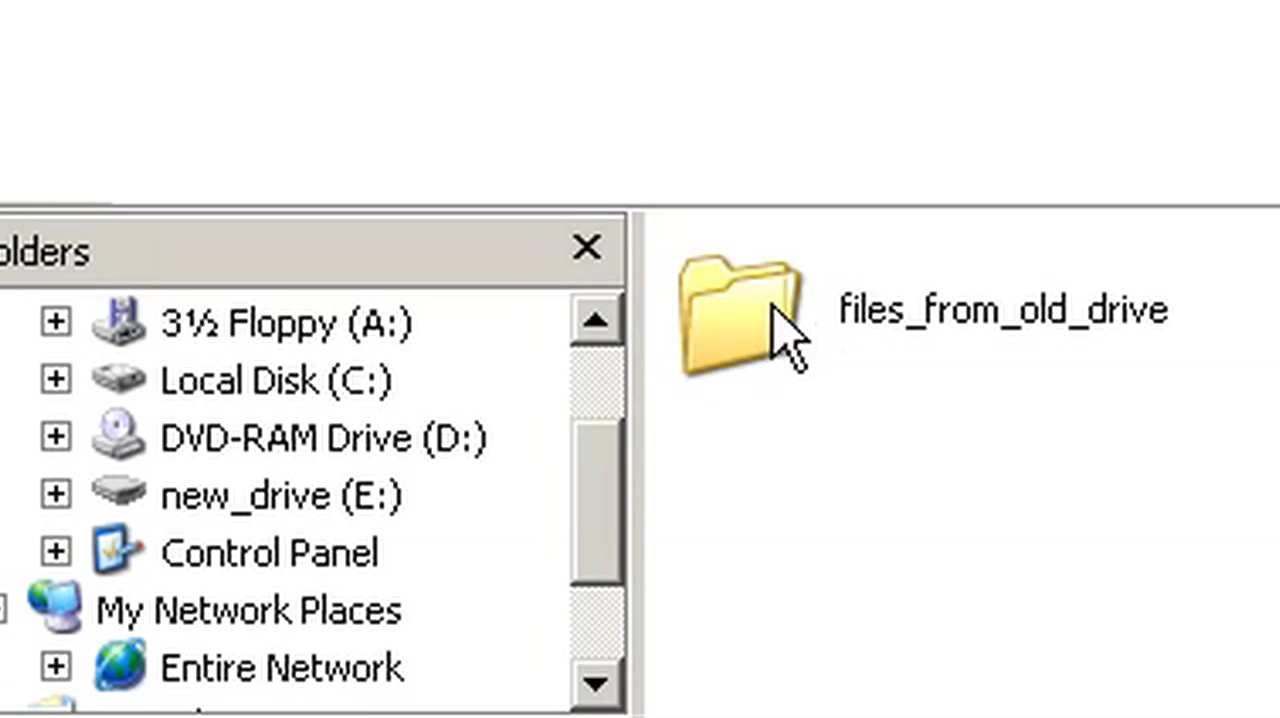 olders
3½ Floppy (A:)
Local Disk (C:)
DVD-RAM Drive (D:)
new_drive (E:)
Control Panel
My Network Places
Entire Network
files_from_old_drive